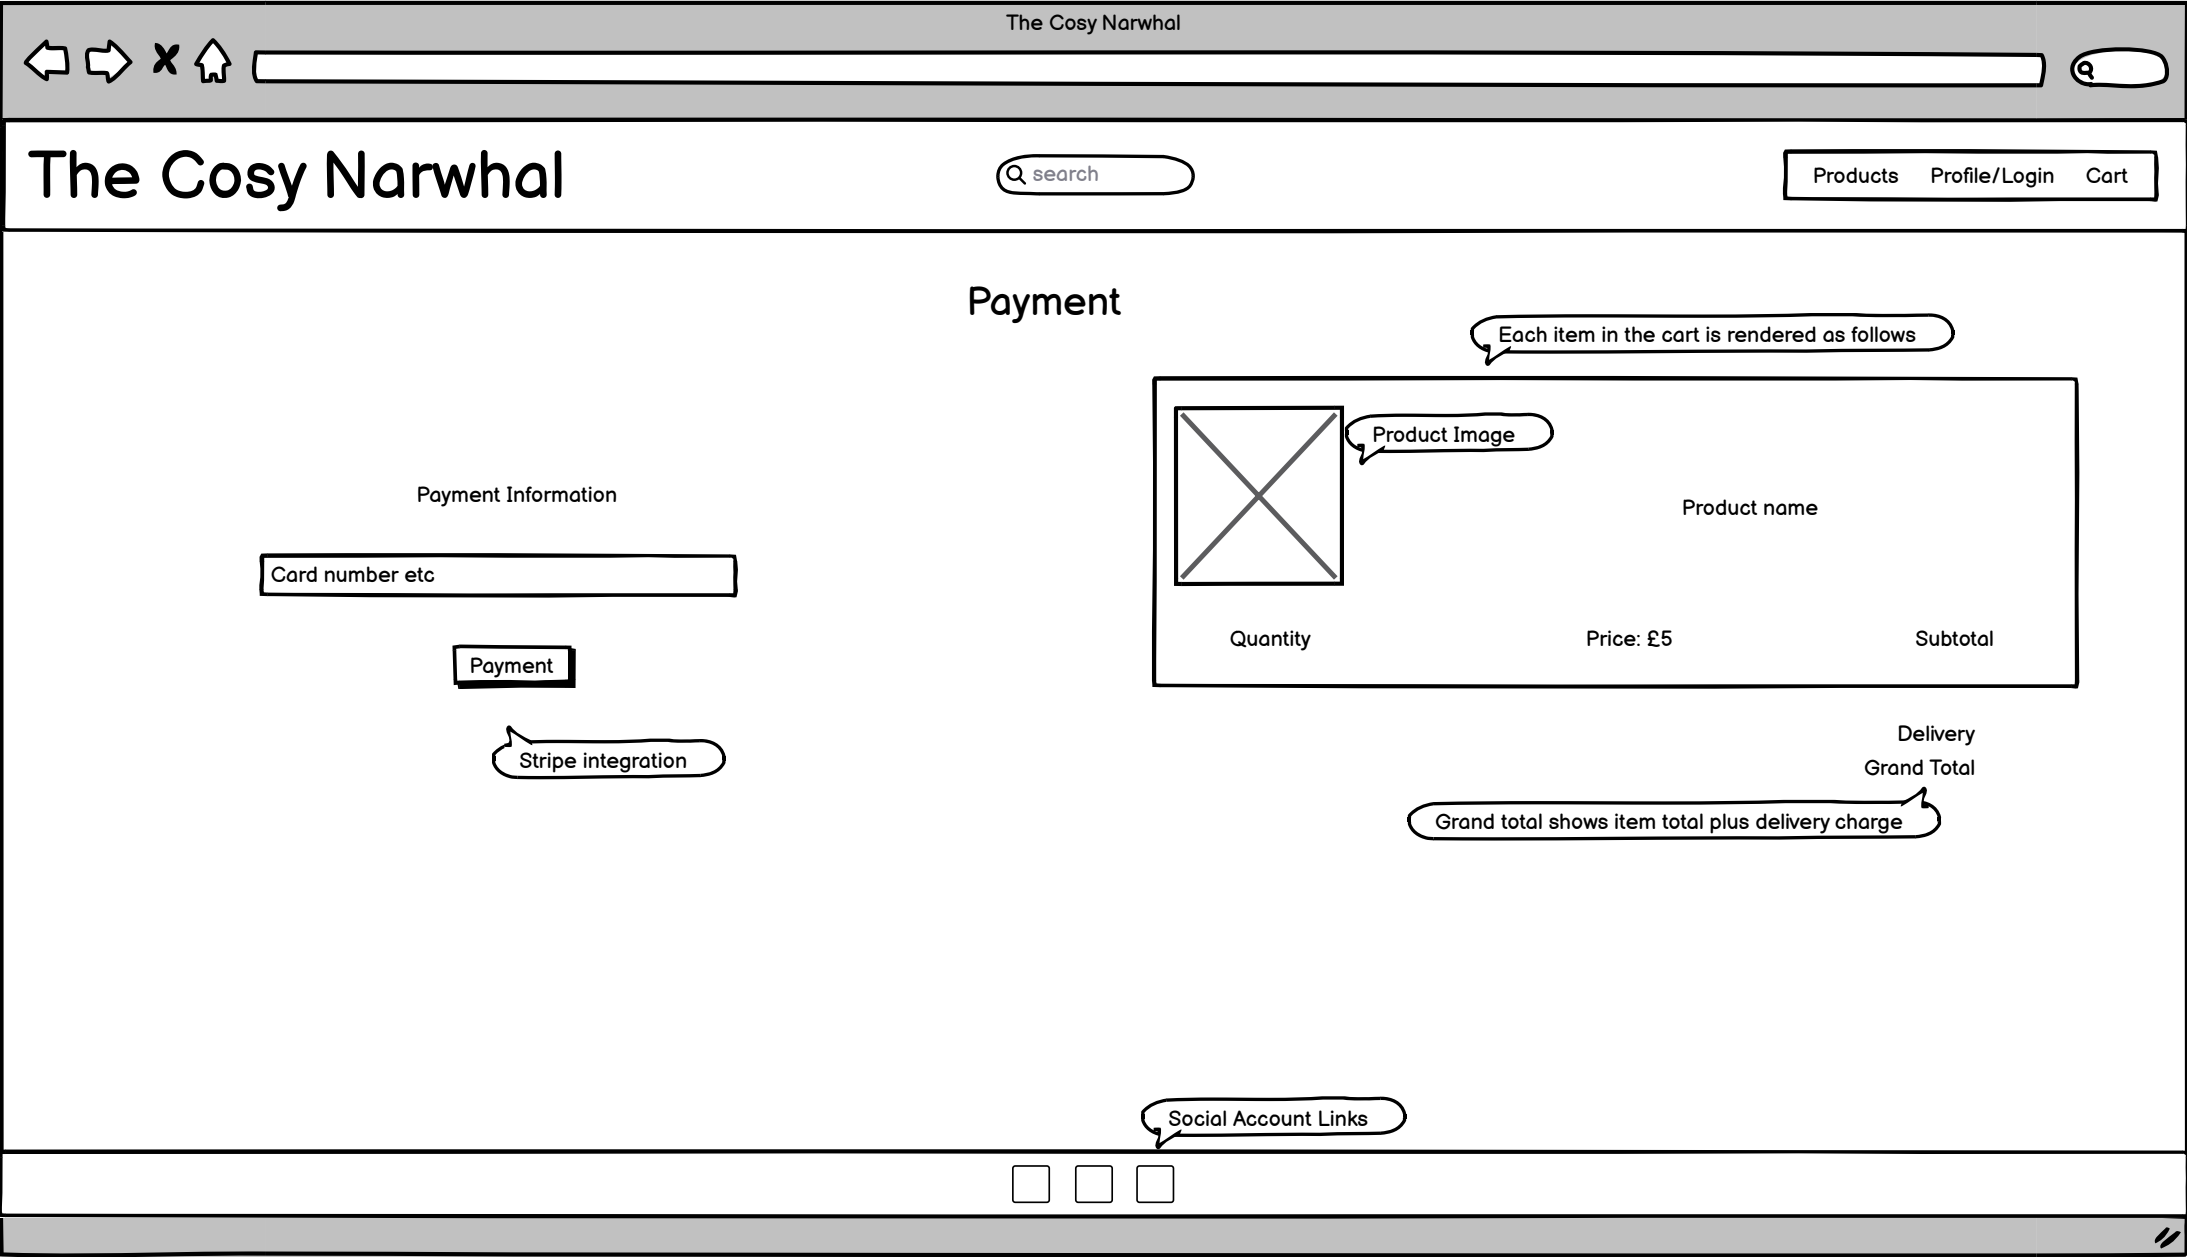 The Cosy Narwhal
The Cosy Narwhal
search
Products Profile/Login Cart
Payment
Each item in the cart is rendered as follows
Product Image
Payment Information
Product name
Card number etc
Quantity Price: £5 Subtotal
Payment
Delivery
Stripe integration
Grand Total
Grand total shows item total plus delivery charge
Social Account Links